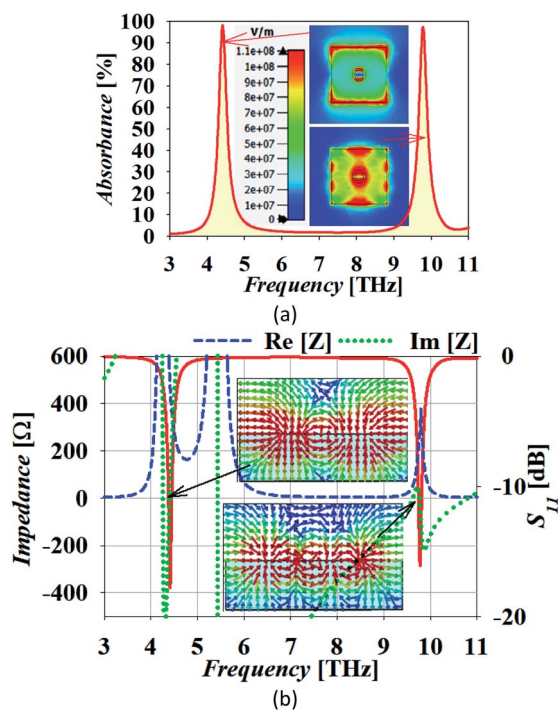 V/m
100
90
80
70
60
50
40
30
20
10
0
Absorbance [%]
1.1e+08
1e+08
9e+07
8e+07
7e+07
6e+07
5e+07
4e+07
3e+07
2e+07
1e+07
0
3 4 5 6 7 8 9 10 11
Frequency [THz]
(a)
Re [Z] Im [Z]
600
400
200
0
-200
-400
Impedance [Ω]
0
-10
-20
S11 [dB]
3 4 5 6 7 8 9 10 11
Frequency [THz]
(b)